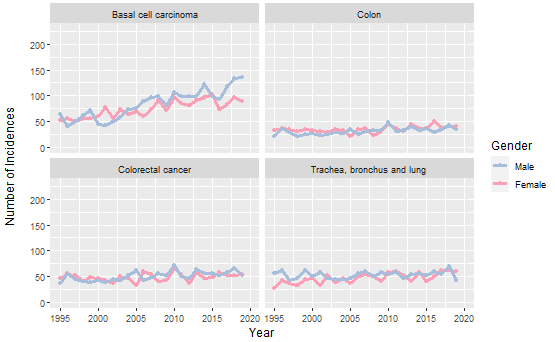 Basal cell carcinoma
Colon
200
150
100
50
0
Colorectal cancer
Trachea, bronchus and lung
200
150
100
50
0
1995 2000 2005 2010 2015 2020
1995 2000 2005 2010 2015 2020
Year
Number of Incidences
Gender
Male
Female